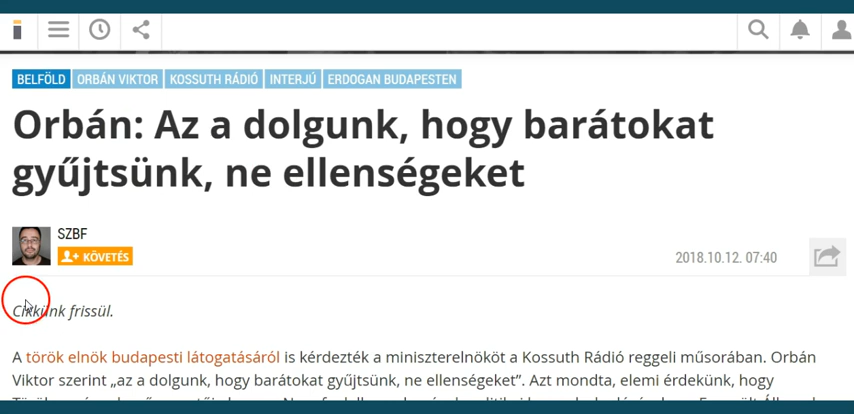 BELFÖLD ORBÁN VIKTOR KOSSUTH RÁDIÓ INTERJÚ ERDOGAN BUDAPESTEN
Orbán: Az a dolgunk, hogy barátokat
gyűjtsünk, ne ellenségeket
SZBF
KÖVETÉS
2018.10.12. 07:40
Cikkünk frissül.
A török elnök budapesti látogatásáról is kérdezték a miniszterelnököt a Kossuth Rádió reggeli műsorában. Orbán
Viktor szerint „az a dolgunk, hogy barátokat gyűjtsünk, ne ellenségeket”. Azt mondta, elemi érdekünk, hogy